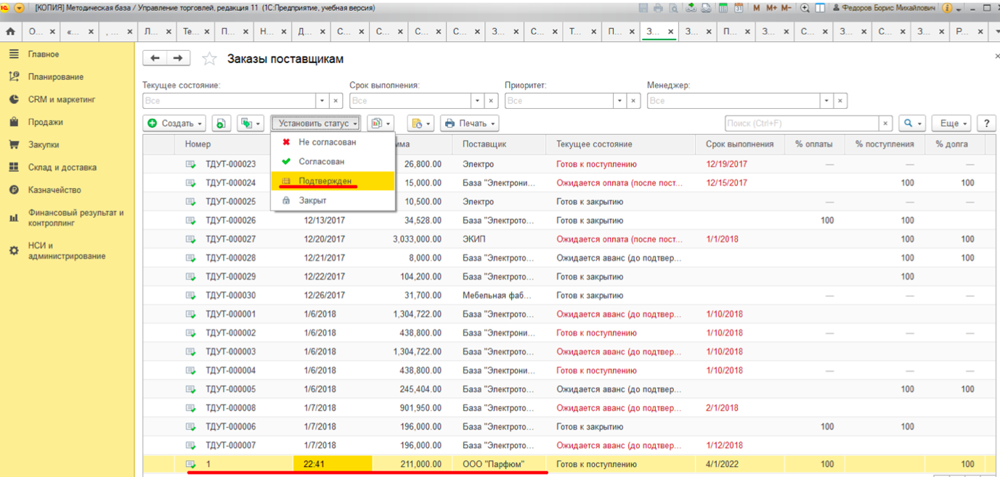 [КОПИЯ] Методическая база / Управление торговлей, редакция 11 (1С:Предприятие, учебная версия) M M+ M- Федоров Борис Михайлович
О... «... , ... Л... Те... П... Н... Д... С... С... С... С... З... С... Т... П... З... З... П... З... С... З... С... З... Р...
Главное
Планирование
CRM и маркетинг
Продажи
Закупки
Склад и доставка
Казначейство
Финансовый результат и
контроллинг
НСИ и
администрирование
Заказы поставщикам
Текущее состояние: Срок выполнения: Приоритет: Менеджер:
Все Все Все Все
Создать Установить статус Печать Поиск (Ctrl+F) Еще ?
Не согласован
Согласован
Подтвержден
Закрыт
Номер мма Поставщик Текущее состояние Срок выполнения % оплаты % поступления % долга
ТДУТ-000023 26,800.00 Электро Готов к поступлению 12/19/2017 — — —
ТДУТ-000024 15,000.00 База "Электрони... Ожидается оплата (после пост... 12/15/2017 100 100
ТДУТ-000025 10,500.00 Электро Готов к закрытию — — —
ТДУТ-000026 12/13/2017 34,528.00 База "Электрото... Готов к закрытию 100 100
ТДУТ-000027 12/20/2017 3,033,000.00 ЭКИП Ожидается оплата (после пост... 1/1/2018 100 100
ТДУТ-000028 12/21/2017 8,000.00 База "Электрото... Ожидается аванс (до подтвер... 100 100
ТДУТ-000029 12/22/2017 104,200.00 База "Электрото... Готов к закрытию 100
ТДУТ-000030 12/26/2017 31,700.00 Мебельная фаб... Готов к закрытию — — —
ТДУТ-000001 1/6/2018 1,304,722.00 База "Электрото... Ожидается аванс (до подтвер... 1/10/2018
ТДУТ-000002 1/6/2018 438,800.00 База "Электрони... Готов к поступлению 1/10/2018 — — —
ТДУТ-000003 1/6/2018 1,304,722.00 База "Электрото... Ожидается аванс (до подтвер... 1/10/2018
ТДУТ-000004 1/6/2018 438,800.00 База "Электрони... Готов к поступлению 1/10/2018 — — —
ТДУТ-000005 1/6/2018 245,404.00 База "Электрото... Ожидается аванс (до подтвер... 100 100
ТДУТ-000008 1/7/2018 901,950.00 База "Электрото... Ожидается аванс (до подтвер... 2/1/2018
ТДУТ-000006 1/7/2018 196,000.00 База "Электрото... Готов к закрытию 100 100
ТДУТ-000007 1/7/2018 196,000.00 База "Электрото... Ожидается аванс (до подтвер... 1/12/2018
1 22:41 211,000.00 ООО "Парфюм" Готов к поступлению 4/1/2022 100 100